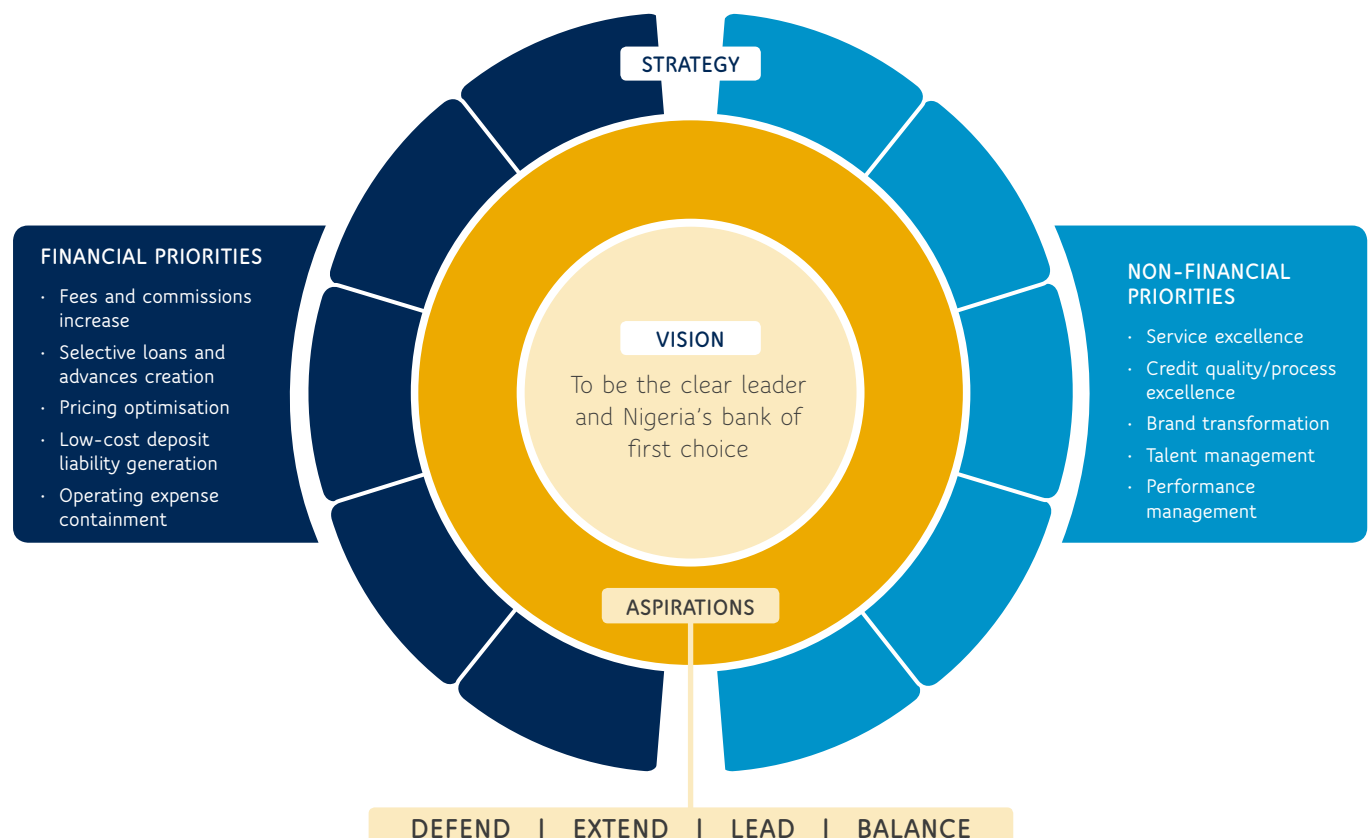 STRATEGY
FINANCIAL PRIORITIES
· Fees and commissions
increase
· Selective loans and
advances creation
· Pricing optimisation
· Low-cost deposit
liability generation
· Operating expense
containment
VISION
To be the clear leader
and Nigeria's bank of
first choice
NON-FINANCIAL
PRIORITIES
· Service excellence
· Credit quality/process
excellence
· Brand transformation
· Talent management
· Performance
management
ASPIRATIONS
DEFEND | EXTEND | LEAD | BALANCE